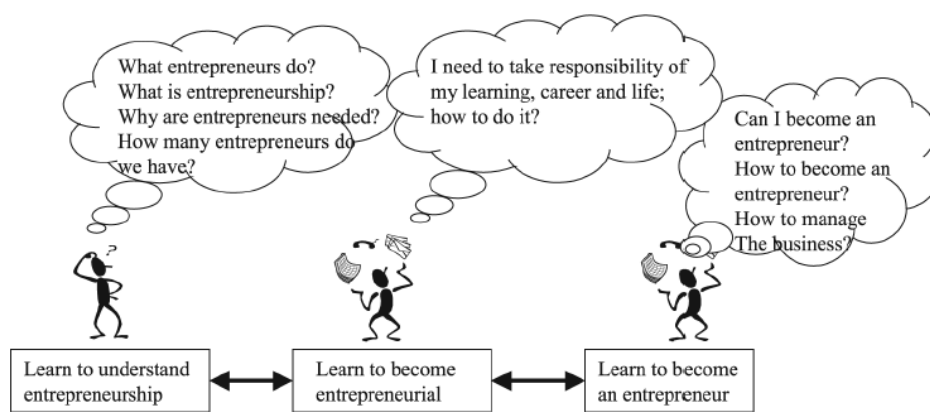 What entrepreneurs do?
What is entrepreneurship?
Why are entrepreneurs needed?
How many entrepreneurs do
we have?
I need to take responsibility of
my learning, career and life;
how to do it?
Can I become an
entrepreneur?
How to become an
entrepreneur?
How to manage
The business?
?
Learn to understand
entrepreneurship
Learn to become
entrepreneurial
Learn to become
an entrepreneur